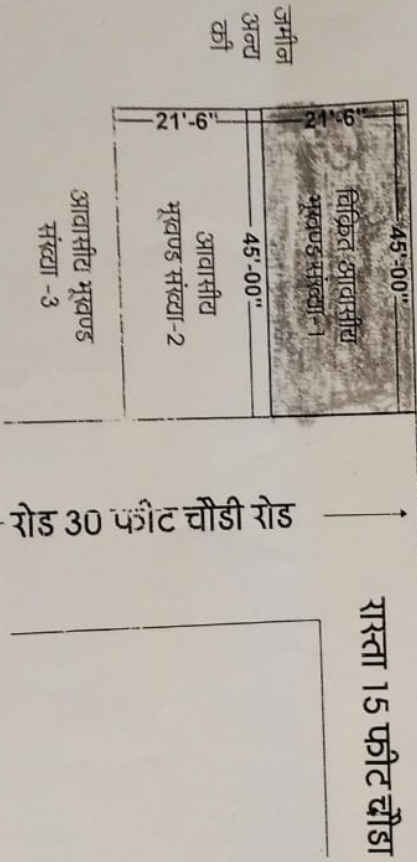 जमीन
अन्य
की
21'-6"
21'-6"
45'-00"
विक्रित आवासीय
भूखण्ड संख्या-1
45'-00"
आवासीय
भूखण्ड संख्या-2
आवासीय भूखण्ड
संख्या -3
रोड 30 फीट चौडी रोड
रास्ता 15 फीट चौडा